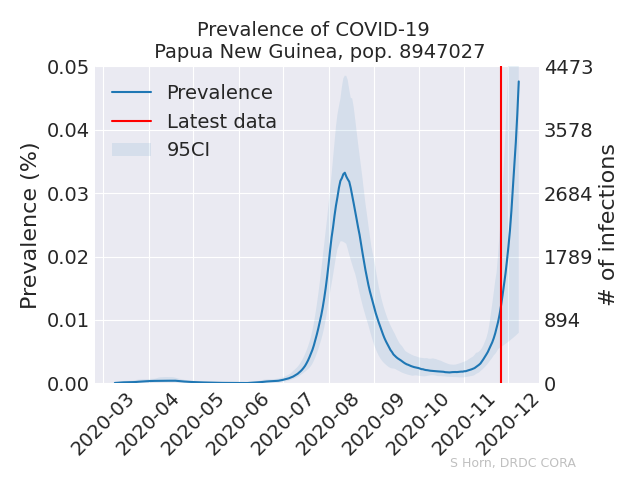 Prevalence of COVID-19
Papua New Guinea, pop. 8947027
Prevalence
Latest data
95CI
Prevalence (%)
0.05
0.04
0.03
0.02
0.01
0.00
4473
3578
2684
1789
894
0
# of infections
2020-03
2020-04
2020-05
2020-06
2020-07
2020-08
2020-09
2020-10
2020-11
2020-12
S Horn, DRDC CORA